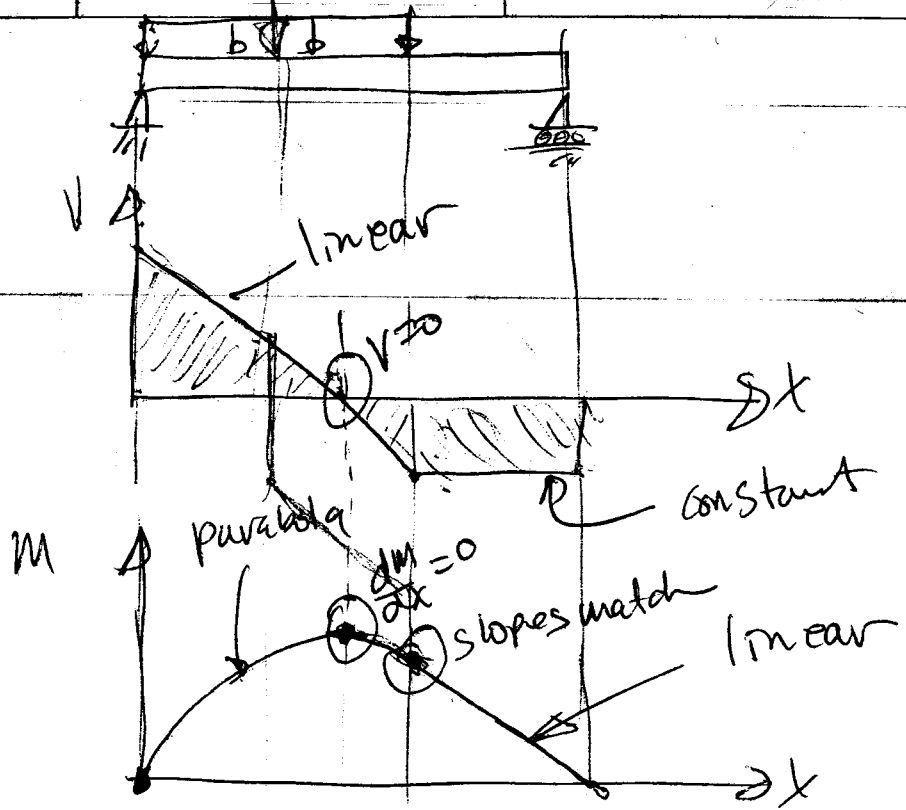 b b
V
linear
V=0
X
constant
M
parabola
dM/dx = 0
slopes match
linear
X